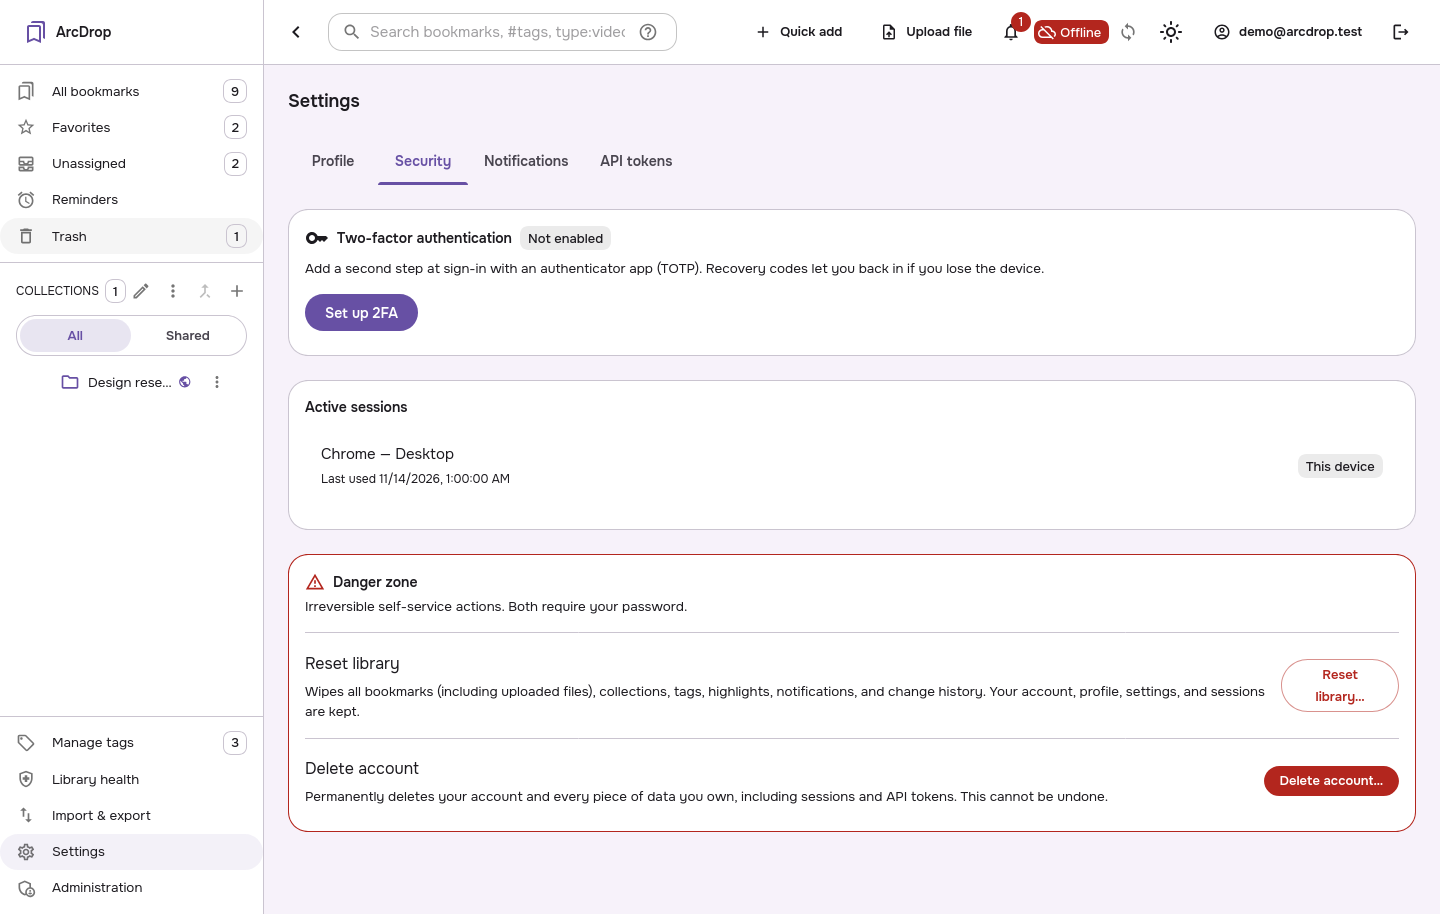 ArcDrop
Search bookmarks, #tags, type:video
Quick add
Upload file
1
Offline
demo@arcdrop.test
All bookmarks 9
Favorites 2
Unassigned 2
Reminders
Trash 1
COLLECTIONS 1
All Shared
Design rese...
Manage tags 3
Library health
Import & export
Settings
Administration
Settings
Profile Security Notifications API tokens
Two-factor authentication Not enabled
Add a second step at sign-in with an authenticator app (TOTP). Recovery codes let you back in if you lose the device.
Set up 2FA
Active sessions
Chrome — Desktop
Last used 11/14/2026, 1:00:00 AM
This device
Danger zone
Irreversible self-service actions. Both require your password.
Reset library
Wipes all bookmarks (including uploaded files), collections, tags, highlights, notifications, and change history. Your account, profile, settings, and sessions
are kept.
Reset
library...
Delete account
Permanently deletes your account and every piece of data you own, including sessions and API tokens. This cannot be undone.
Delete account...